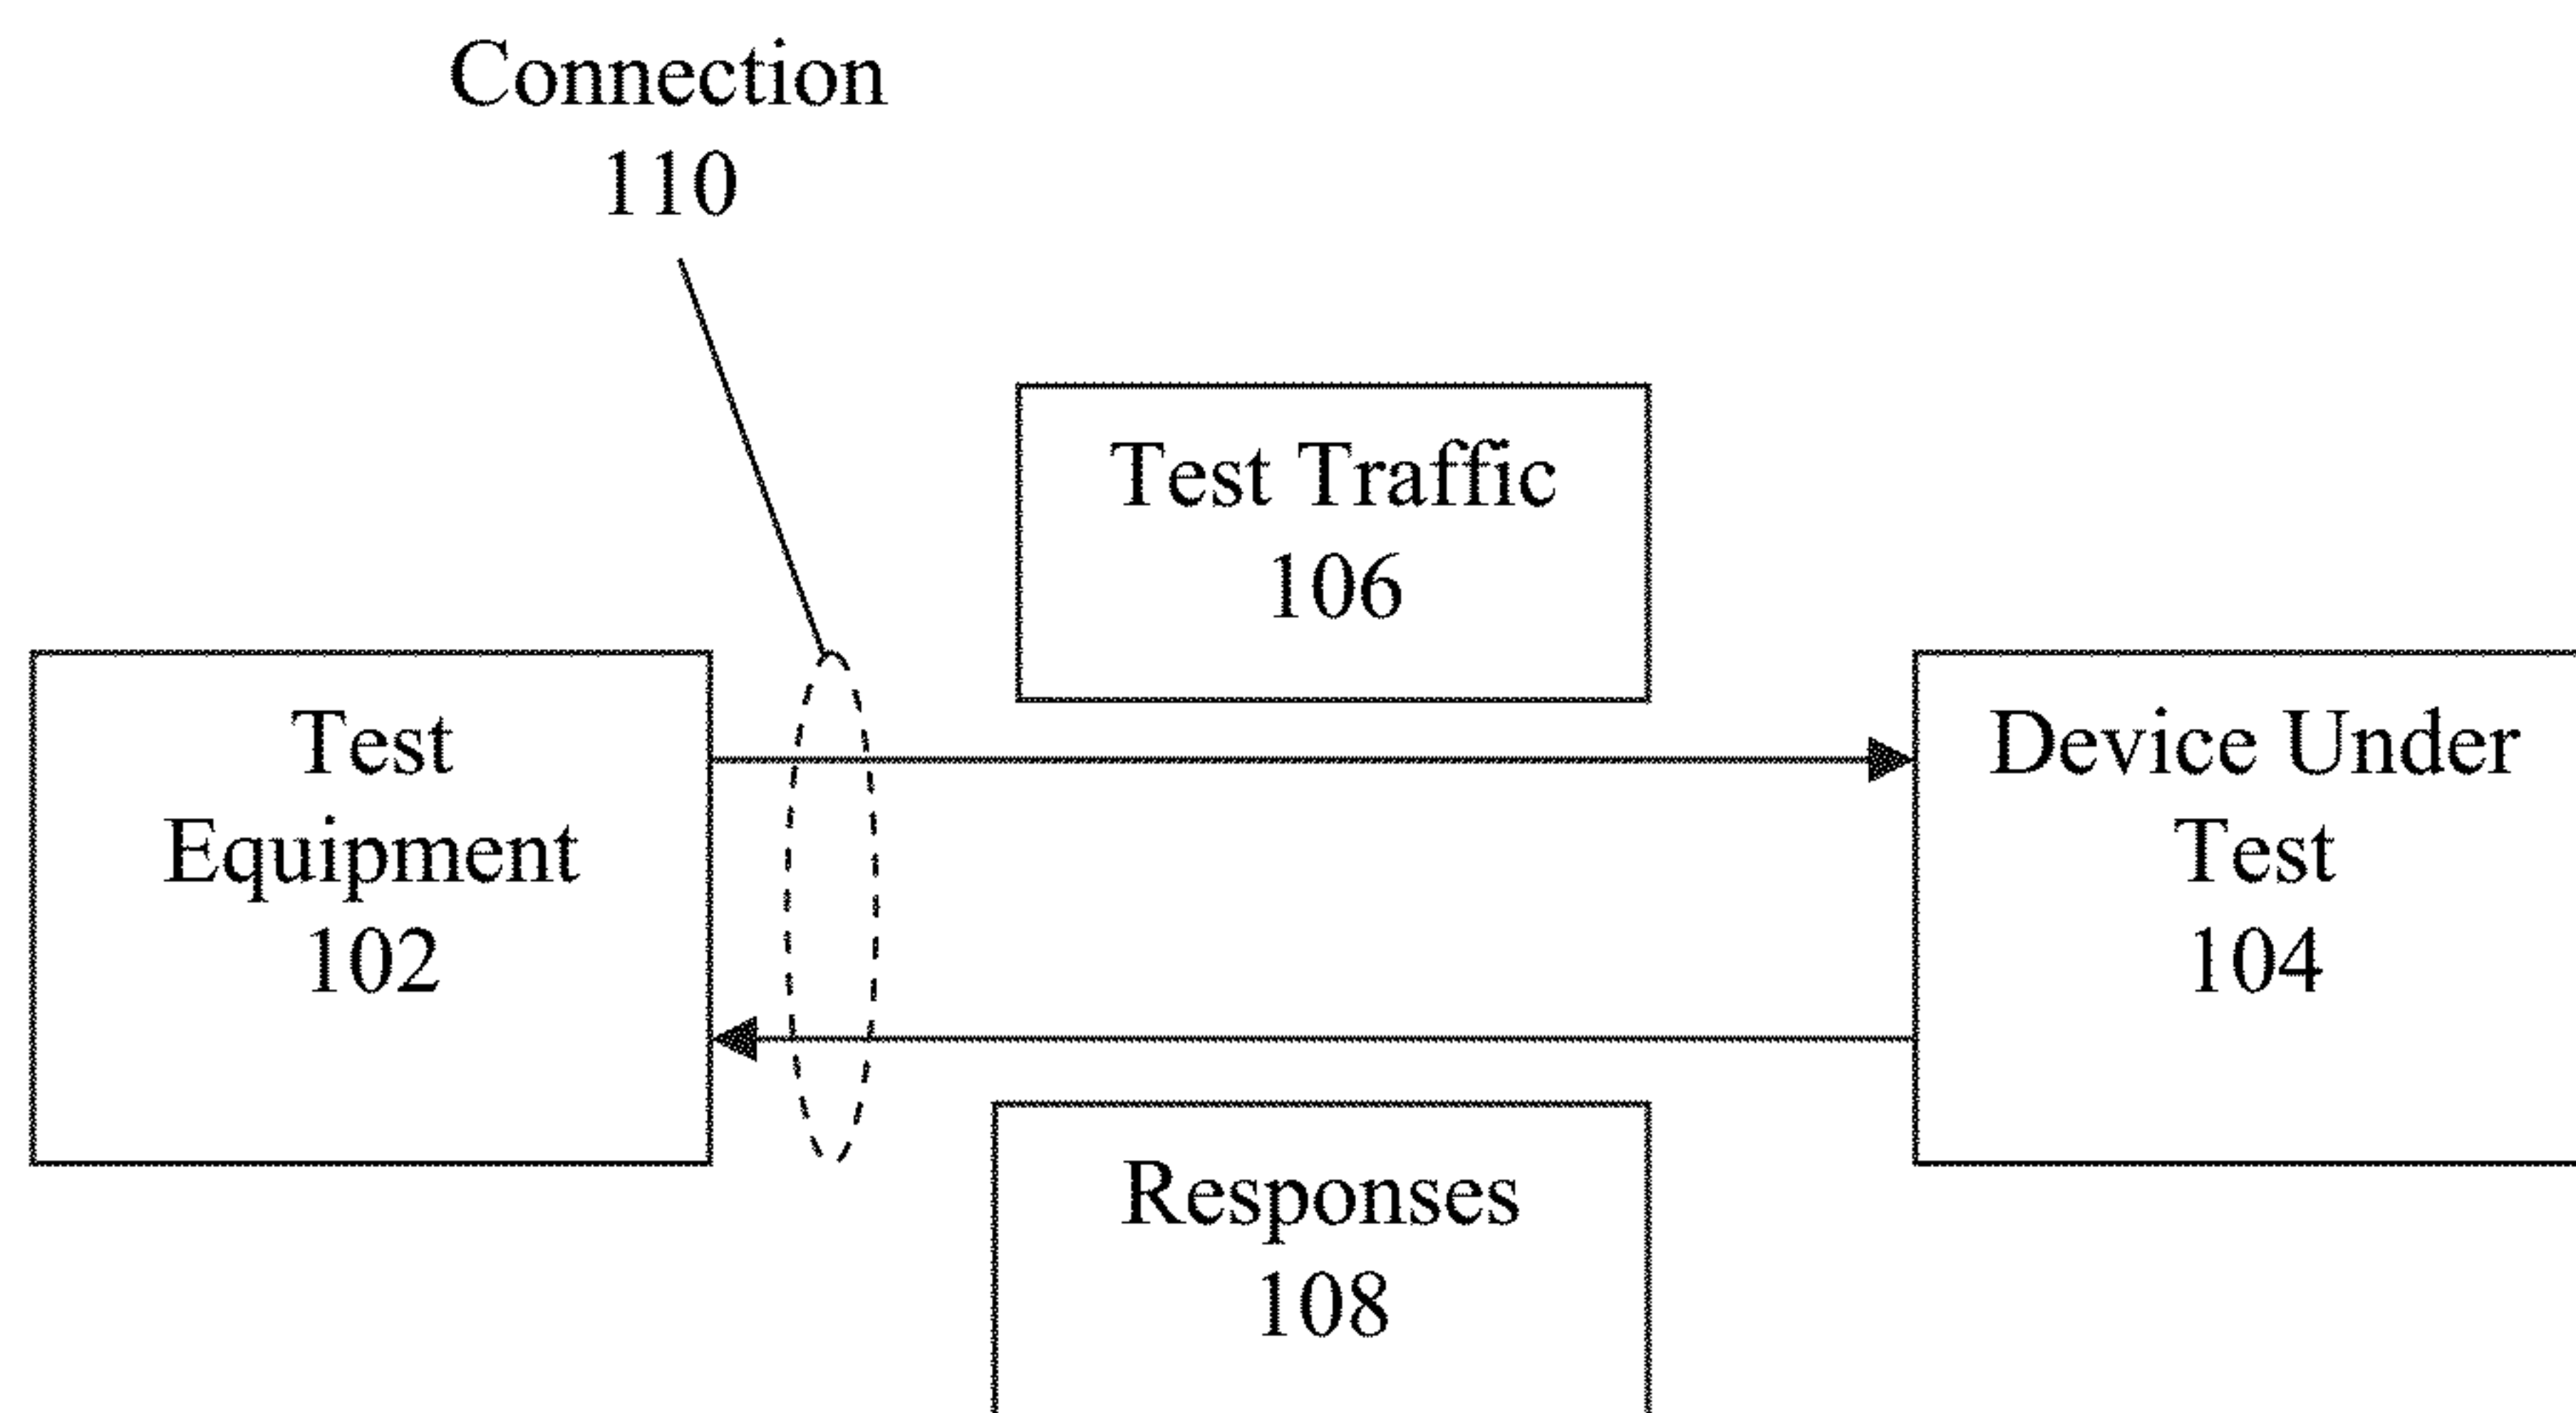 Connection
110
Test Traffic
106
Test
Equipment
102
Device Under
Test
104
Responses
108